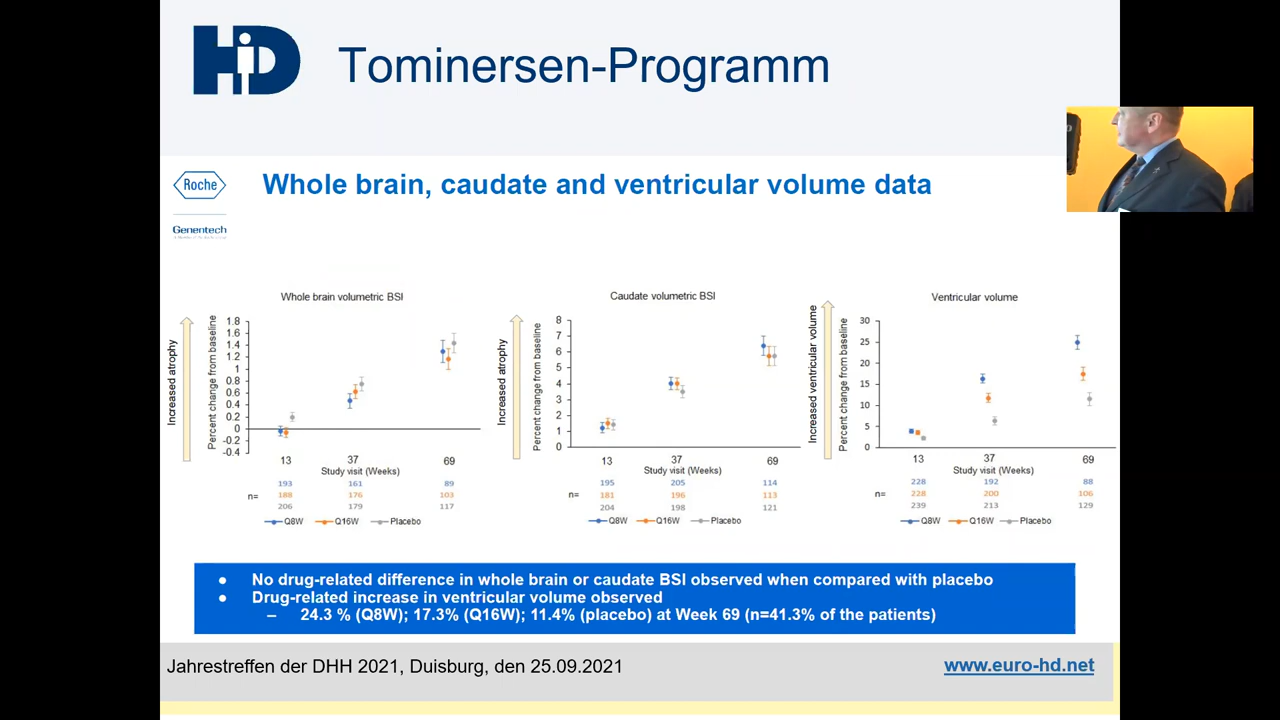 HD
Tominersen-Programm
Roche
Genentech
Whole brain, caudate and ventricular volume data
Whole brain volumetric BSI
Increased atrophy
Percent change from baseline
1.8
1.6
1.4
1.2
1
0.8
0.6
0.4
0.2
0
-0.2
-0.4
13 37 69
Study visit (Weeks)
n=
193 161 89
188 176 103
206 179 117
Q8W Q16W Placebo
Caudate volumetric BSI
Increased atrophy
Percent change from baseline
8
7
6
5
4
3
2
1
0
13 37 69
Study visit (Weeks)
n=
195 205 114
181 196 113
204 198 121
Q8W Q16W Placebo
Ventricular volume
Increased ventricular volume
Percent change from baseline
30
25
20
15
10
5
0
13 37 69
Study visit (Weeks)
n=
228 192 88
228 200 106
239 213 129
Q8W Q16W Placebo
● No drug-related difference in whole brain or caudate BSI observed when compared with placebo
● Drug-related increase in ventricular volume observed
– 24.3 % (Q8W); 17.3% (Q16W); 11.4% (placebo) at Week 69 (n=41.3% of the patients)
Jahrestreffen der DHH 2021, Duisburg, den 25.09.2021
www.euro-hd.net